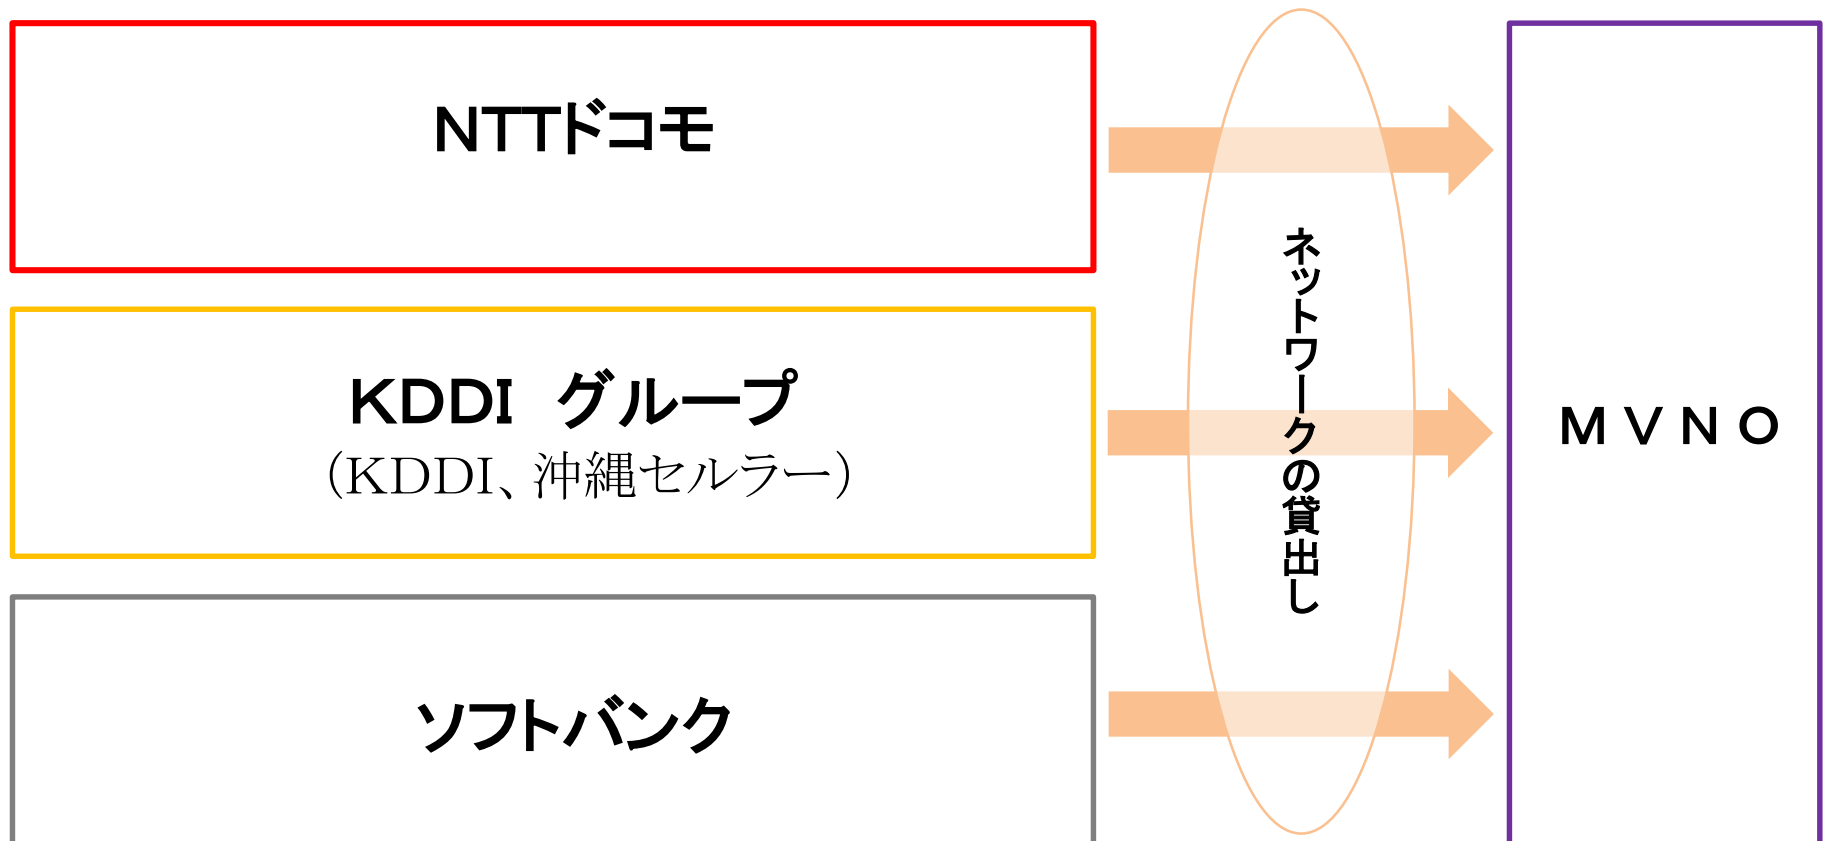 NTTドコモ
KDDI　グループ
（KDDI、沖縄セルラー）
ソフトバンク
ネットワークの貸出し
ＭＶＮＯ